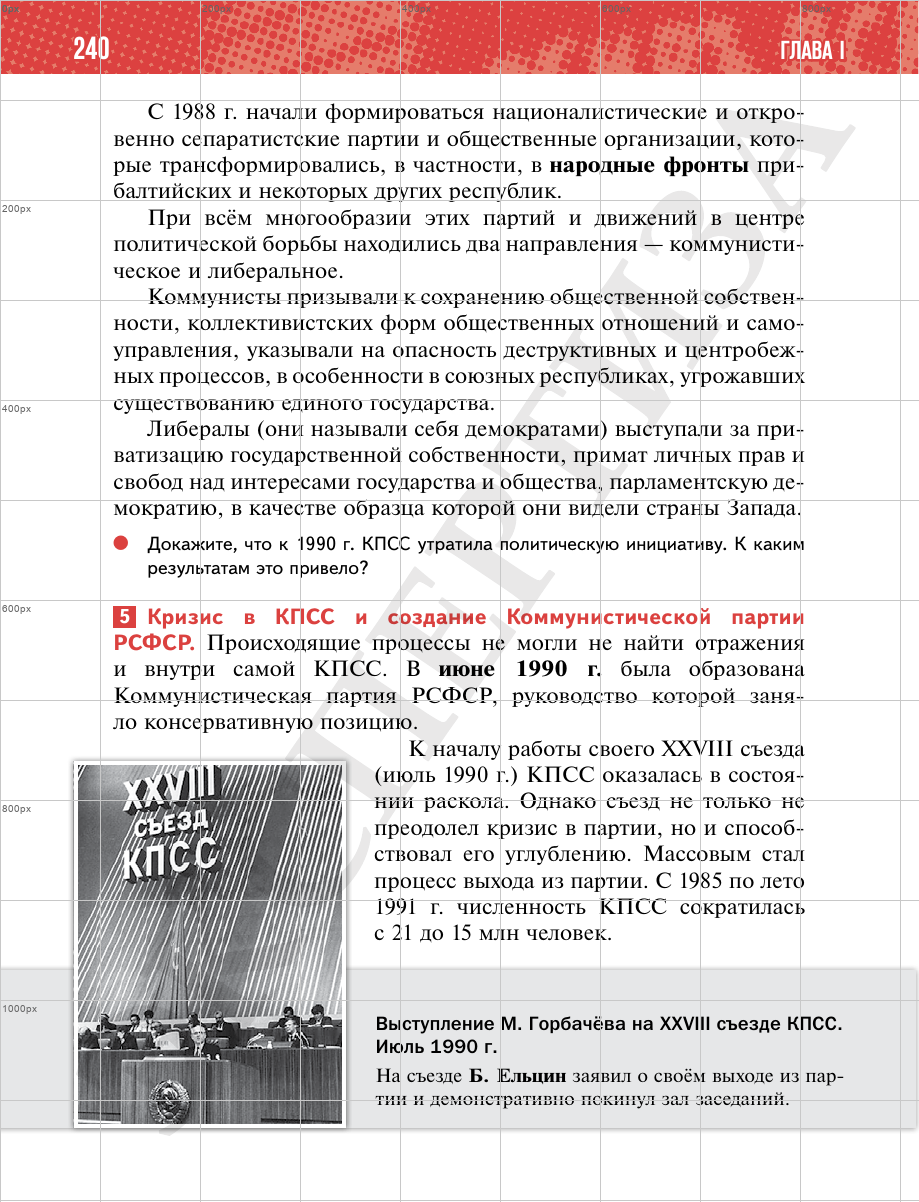 240
ГЛАВА I
С 1988 г. начали формироваться националистические и откро-
венно сепаратистские партии и общественные организации, кото-
рые трансформировались, в частности, в народные фронты при-
балтийских и некоторых других республик.
При всём многообразии этих партий и движений в центре
политической борьбы находились два направления — коммунисти-
ческое и либеральное.
Коммунисты призывали к сохранению общественной собствен-
ности, коллективистских форм общественных отношений и само-
управления, указывали на опасность деструктивных и центробеж-
ных процессов, в особенности в союзных республиках, угрожавших
существованию единого государства.
Либералы (они называли себя демократами) выступали за при-
ватизацию государственной собственности, примат личных прав и
свобод над интересами государства и общества, парламентскую де-
мократию, в качестве образца которой они видели страны Запада.
Докажите, что к 1990 г. КПСС утратила политическую инициативу. К каким
результатам это привело?
5 Кризис в КПСС и создание Коммунистической партии
РСФСР. Происходящие процессы не могли не найти отражения
и внутри самой КПСС. В июне 1990 г. была образована
Коммунистическая партия РСФСР, руководство которой заня-
ло консервативную позицию.
К началу работы своего XXVIII съезда
(июль 1990 г.) КПСС оказалась в состоя-
нии раскола. Однако съезд не только не
преодолел кризис в партии, но и способ-
ствовал его углублению. Массовым стал
процесс выхода из партии. С 1985 по лето
1991 г. численность КПСС сократилась
с 21 до 15 млн человек.
XXVIII
СЪЕЗД
КПСС
Выступление М. Горбачёва на XXVIII съезде КПСС.
Июль 1990 г.
На съезде Б. Ельцин заявил о своём выходе из пар-
тии и демонстративно покинул зал заседаний.
200px
400px
600px
800px
1000px